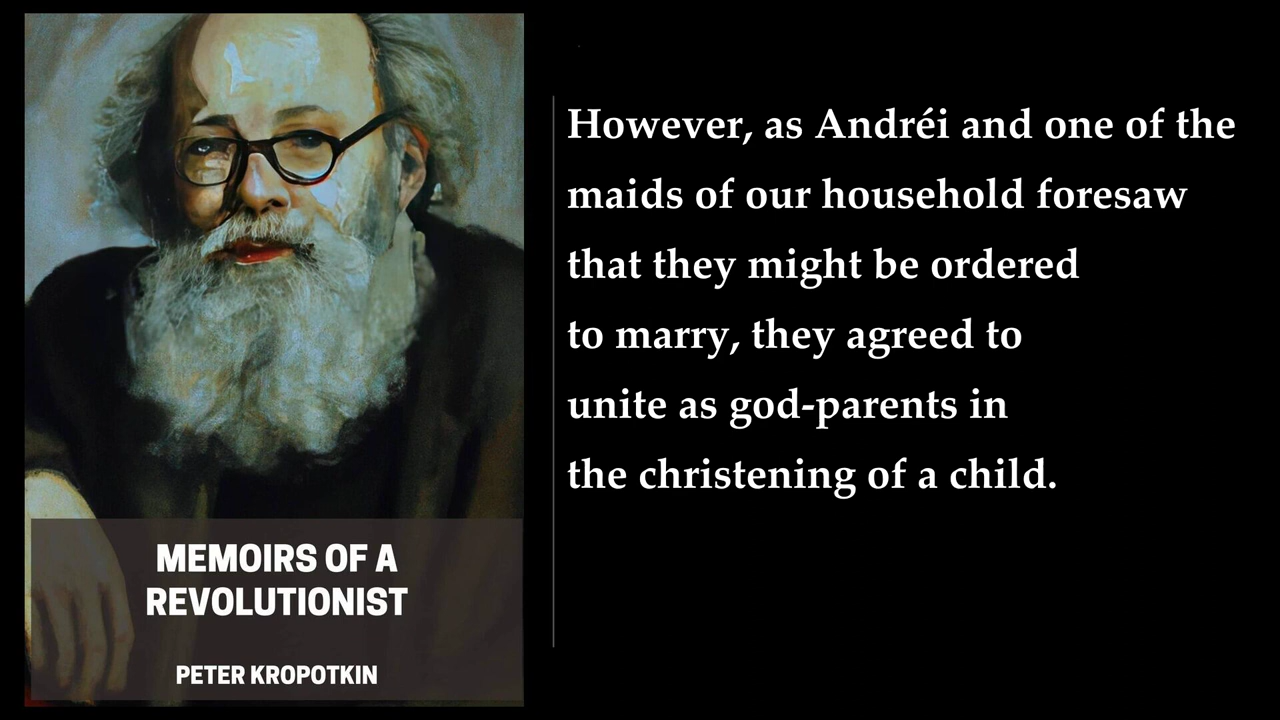 However, as Andréi and one of the
maids of our household foresaw
that they might be ordered
to marry, they agreed to
unite as god-parents in
the christening of a child.
MEMOIRS OF A
REVOLUTIONIST
PETER KROPOTKIN